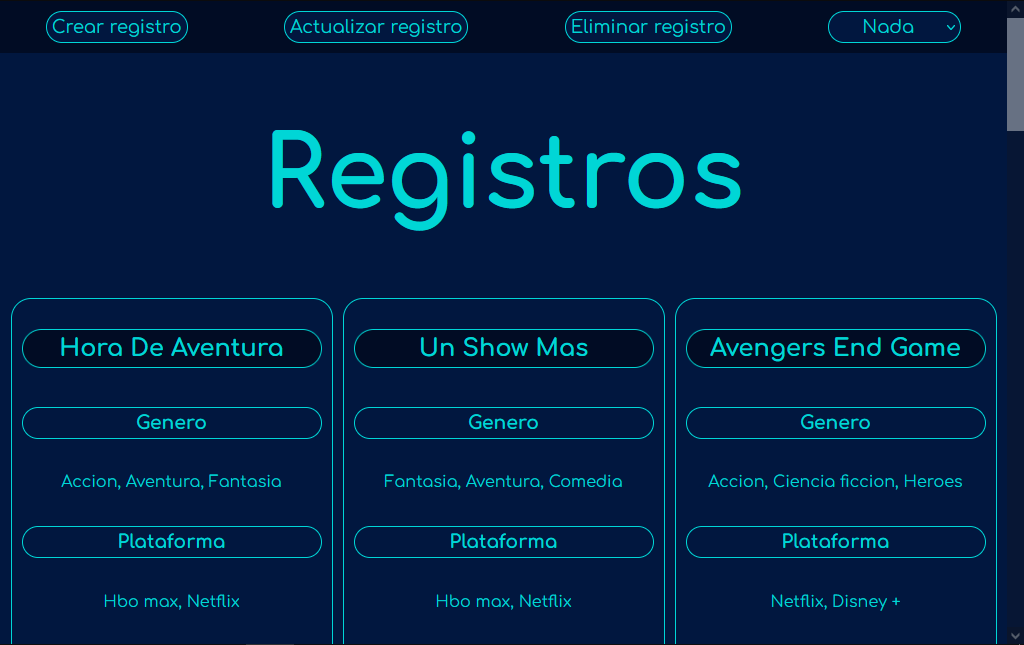 Crear registro Actualizar registro Eliminar registro Nada
Registros
Hora De Aventura Un Show Mas Avengers End Game
Genero Genero Genero
Accion, Aventura, Fantasia Fantasia, Aventura, Comedia Accion, Ciencia ficcion, Heroes
Plataforma Plataforma Plataforma
Hbo max, Netflix Hbo max, Netflix Netflix, Disney +